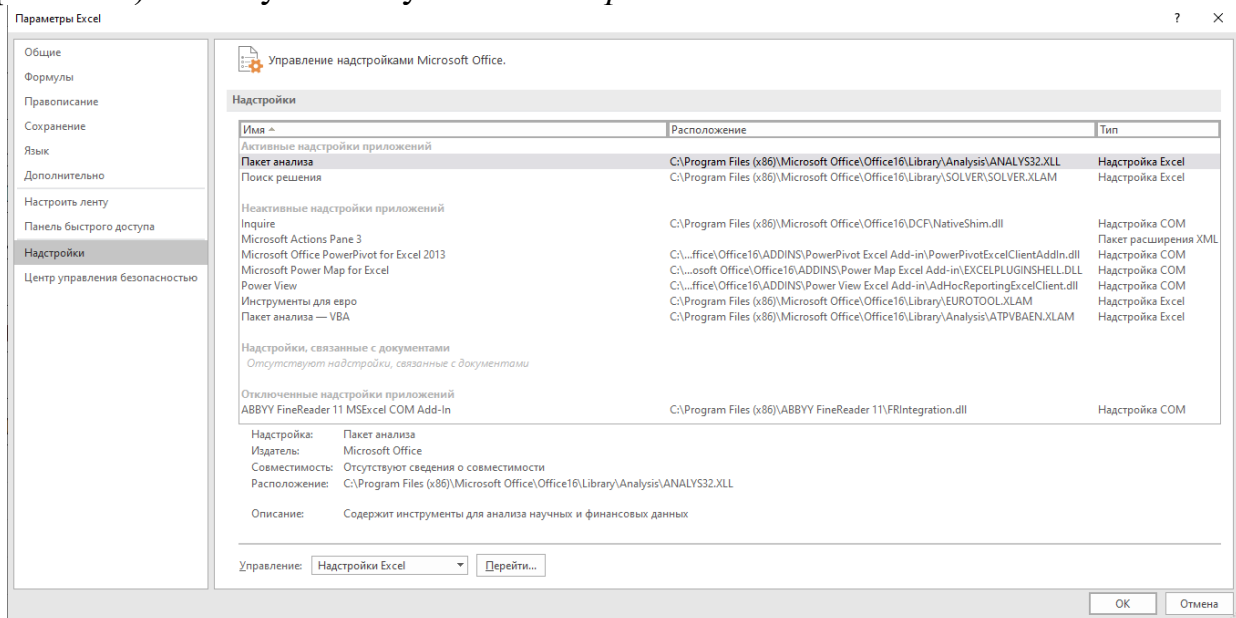 Параметры Excel ? ×
Общие
Формулы
Правописание
Сохранение
Язык
Дополнительно
Настроить ленту
Панель быстрого доступа
Надстройки
Центр управления безопасностью
Управление надстройками Microsoft Office.
Надстройки
Имя Расположение Тип
Активные надстройки приложений
Пакет анализа C:\Program Files (x86)\Microsoft Office\Office16\Library\Analysis\ANALYS32.XLL Надстройка Excel
Поиск решения C:\Program Files (x86)\Microsoft Office\Office16\Library\SOLVER\SOLVER.XLAM Надстройка Excel
Неактивные надстройки приложений
Inquire C:\Program Files (x86)\Microsoft Office\Office16\DCF\NativeShim.dll Надстройка COM
Microsoft Actions Pane 3 Пакет расширения XML
Microsoft Office PowerPivot for Excel 2013 C:\...ffice\Office16\ADDINS\PowerPivot Excel Add-in\PowerPivotExcelClientAddIn.dll Надстройка COM
Microsoft Power Map for Excel C:\...osoft Office\Office16\ADDINS\Power Map Excel Add-in\EXCELPLUGINSHELL.DLL Надстройка COM
Power View C:\...ffice\Office16\ADDINS\Power View Excel Add-in\AdHocReportingExcelClient.dll Надстройка COM
Инструменты для евро C:\Program Files (x86)\Microsoft Office\Office16\Library\EUROTOOL.XLAM Надстройка Excel
Пакет анализа — VBA C:\Program Files (x86)\Microsoft Office\Office16\Library\Analysis\ATPVBAEN.XLAM Надстройка Excel
Надстройки, связанные с документами
Отсутствуют надстройки, связанные с документами
Отключенные надстройки приложений
ABBYY FineReader 11 MSExcel COM Add-In C:\Program Files (x86)\ABBYY FineReader 11\FRIntegration.dll Надстройка COM
Надстройка: Пакет анализа
Издатель: Microsoft Office
Совместимость: Отсутствуют сведения о совместимости
Расположение: C:\Program Files (x86)\Microsoft Office\Office16\Library\Analysis\ANALYS32.XLL
Описание: Содержит инструменты для анализа научных и финансовых данных
Управление: Надстройки Excel Перейти...
ОК Отмена